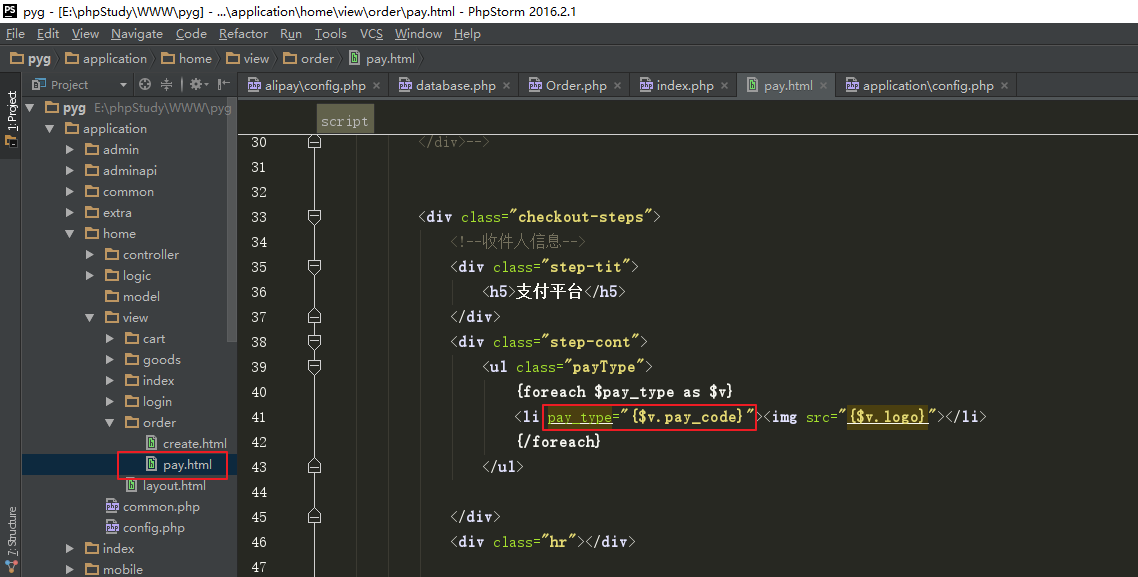 pyg - [E:\phpStudy\WWW\pyg] - ...\application\home\view\order\pay.html - PhpStorm 2016.2.1
File Edit View Navigate Code Refactor Run Tools VCS Window Help
pyg application home view order pay.html
Project alipay\config.php database.php Order.php index.php pay.html application\config.php
1: Project
7: Structure
pyg E:\phpStudy\WWW\pyg
application
admin
adminapi
common
extra
home
controller
logic
model
view
cart
goods
index
login
order
create.html
pay.html
layout.html
common.php
config.php
index
mobile
script
30 </div>-->
31
32
33 <div class="checkout-steps">
34 <!--收件人信息-->
35 <div class="step-tit">
36 <h5>支付平台</h5>
37 </div>
38 <div class="step-cont">
39 <ul class="payType">
40 {foreach $pay_type as $v}
41 <li pay_type="{$v.pay_code}"><img src="{$v.logo}"></li>
42 {/foreach}
43 </ul>
44
45 </div>
46 <div class="hr"></div>
47